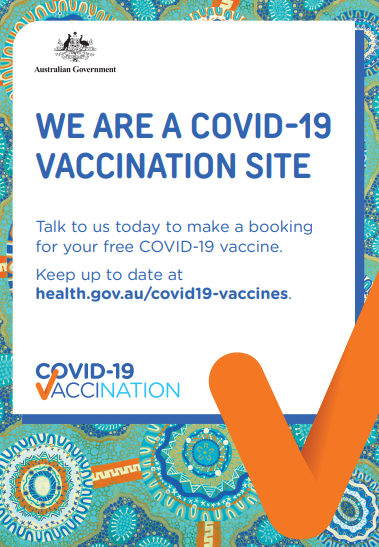 Australian Government
WE ARE A COVID-19
VACCINATION SITE
Talk to us today to make a booking
for your free COVID-19 vaccine.
Keep up to date at
health.gov.au/covid19-vaccines.
COVID-19
VACCINATION